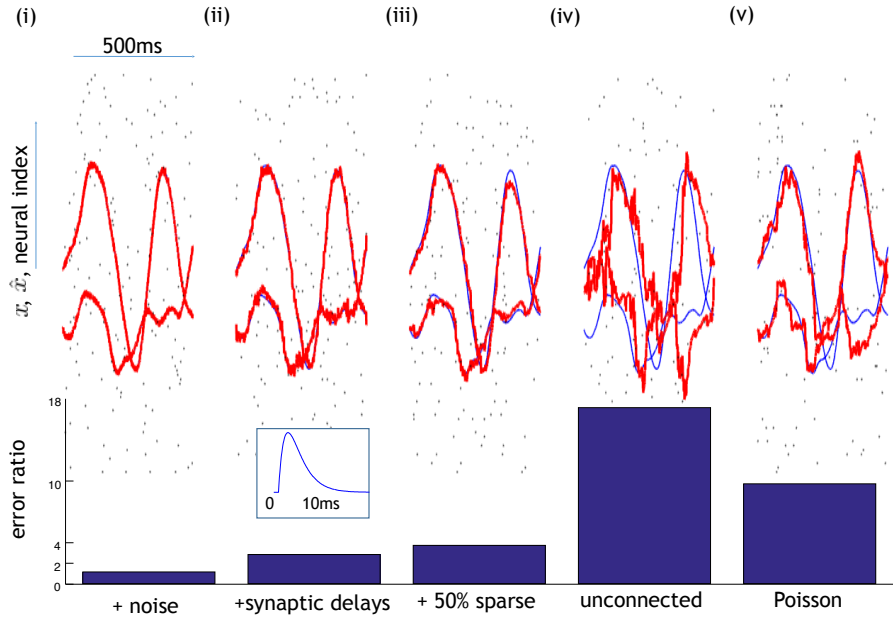 (i) (ii) (iii) (iv) (v)
500ms
x, x̂, neural index
error ratio
18
10
4
2
0
0 10ms
+ noise +synaptic delays + 50% sparse unconnected Poisson